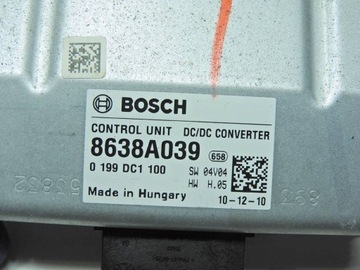 BOSCH
CONTROL UNIT DC/DC CONVERTER
8638A039 658
0 199 DC1 100 SW 04V04
HW H.05
Made in Hungary 10-12-10